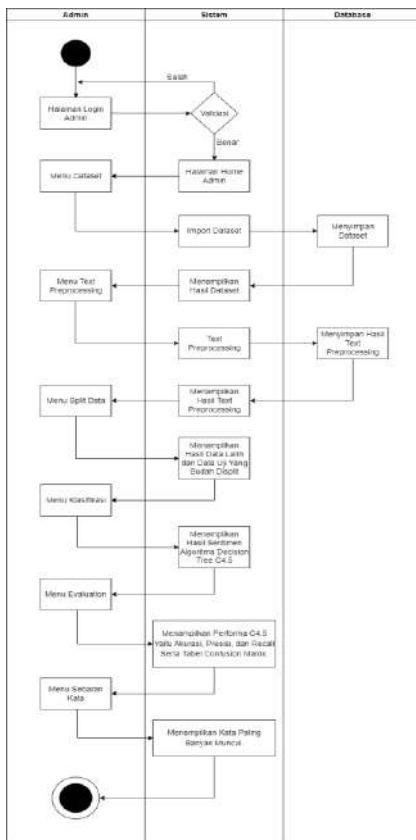 Admin
Sistem
Database
Salah
Halaman Login
Admin
Validasi
Benar
Menu Dataset
Halaman Home
Admin
Import Dataset
Menyimpan
Dataset
Menu Text
Preprocessing
Menampilkan
Hasil Dataset
Text
Preprocessing
Menyimpan Hasil
Text
Preprocessing
Menu Split Data
Menampilkan
Hasil Text
Preprocessing
Menampilkan
Hasil Data Latih
dan Data Uji Yang
Sudah Displit
Menu Klasifikasi
Menampilkan
Hasil Sentimen
Algoritma Decision
Tree C4.5
Menu Evaluation
Menampilkan Performa C4.5
Yaitu Akurasi, Presisi, dan Recall
Serta Tabel Confusion Matrix
Menu Sebaran
Kata
Menampilkan Kata Paling
Banyak Muncul